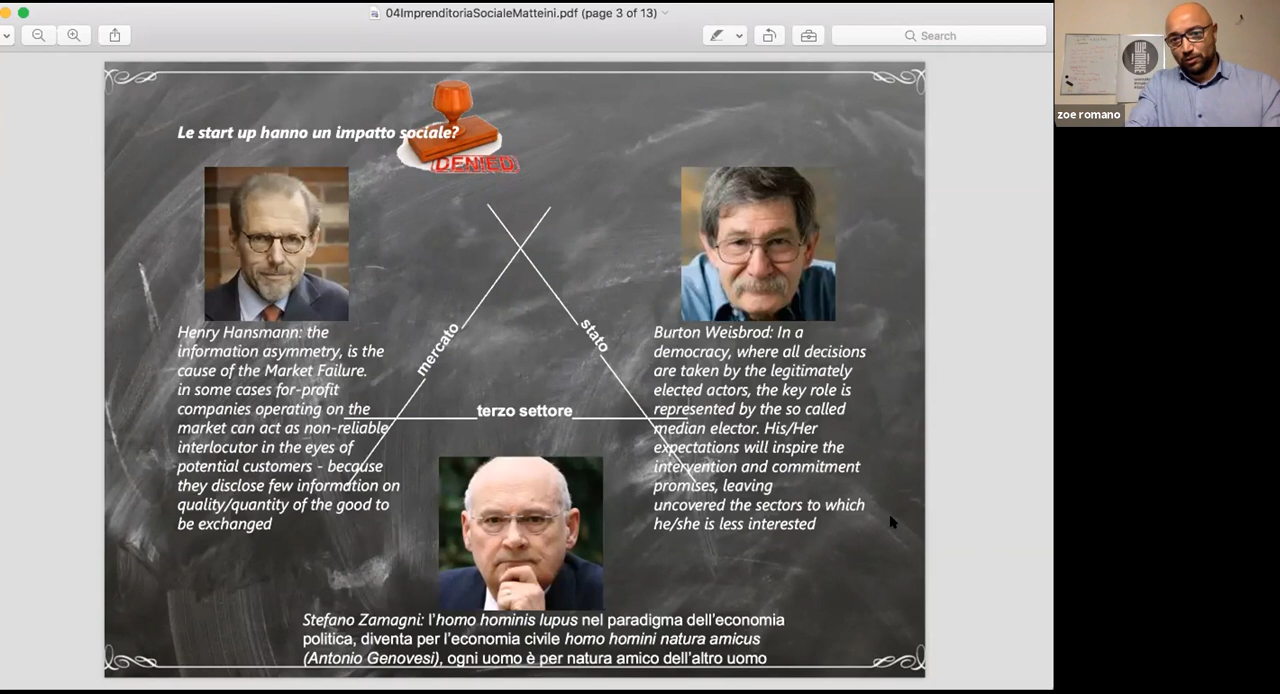 04ImprenditoriaSocialeMatteini.pdf (page 3 of 13)
Search
zoe romano
Le start up hanno un impatto sociale?
DENIED
mercato
stato
terzo settore
Henry Hansmann: the
information asymmetry, is the
cause of the Market Failure.
in some cases for-profit
companies operating on the
market can act as non-reliable
interlocutor in the eyes of
potential customers - because
they disclose few information on
quality/quantity of the good to
be exchanged
Burton Weisbrod: In a
democracy, where all decisions
are taken by the legitimately
elected actors, the key role is
represented by the so called
median elector. His/Her
expectations will inspire the
intervention and commitment
promises, leaving
uncovered the sectors to which
he/she is less interested
Stefano Zamagni: l'homo hominis lupus nel paradigma dell'economia
politica, diventa per l'economia civile homo homini natura amicus
(Antonio Genovesi), ogni uomo è per natura amico dell'altro uomo